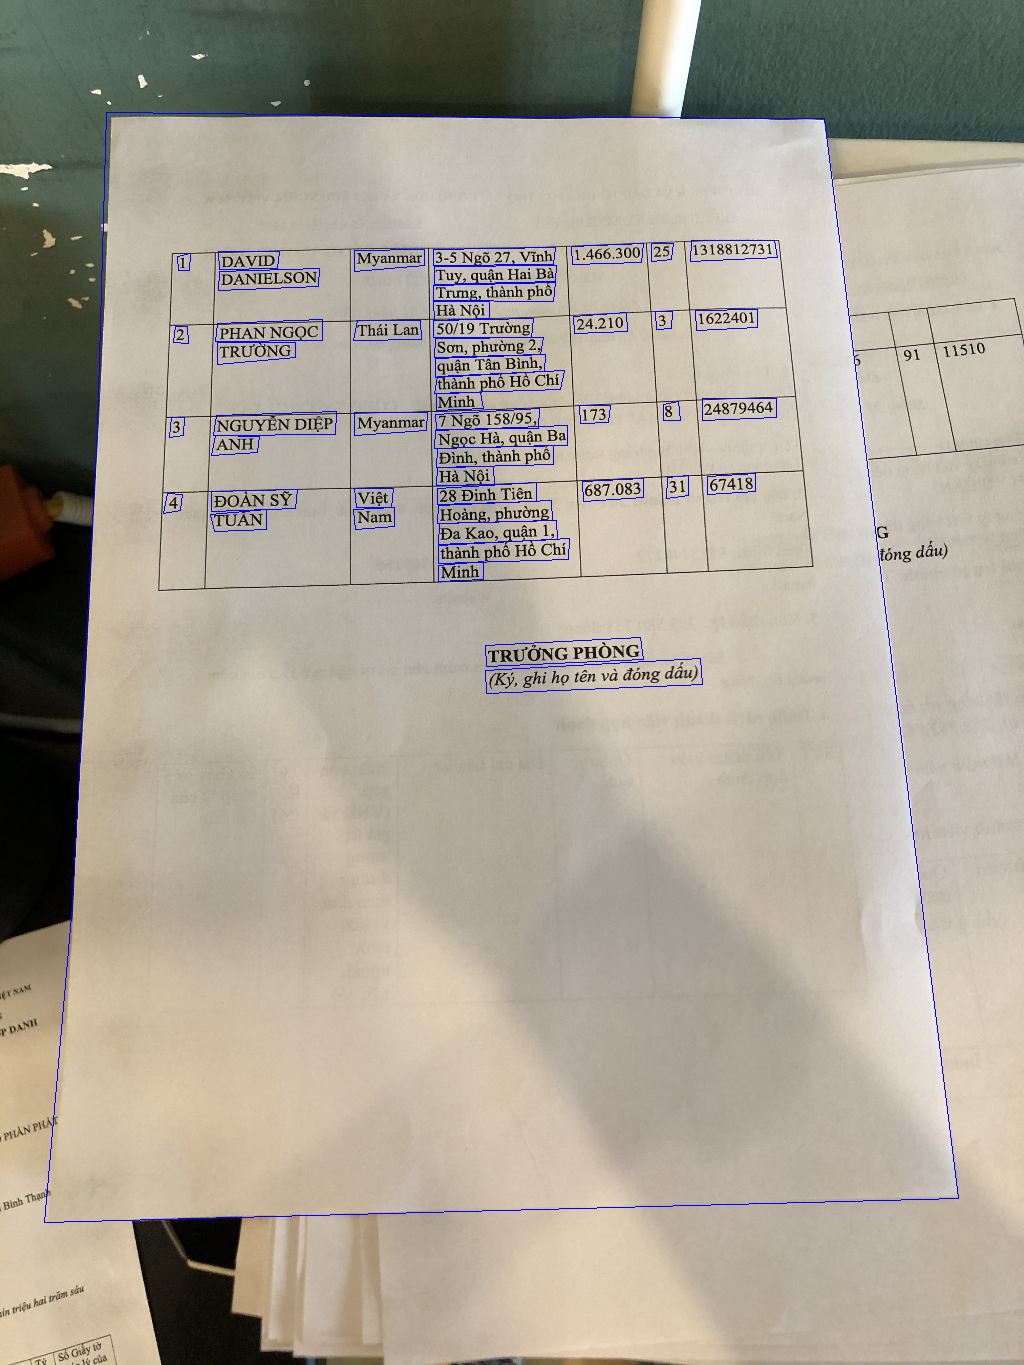 1 DAVID DANIELSON Myanmar 3-5 Ngõ 27, Vĩnh Tuy, quận Hai Bà Trưng, thành phố Hà Nội 1.466.300 25 1318812731
2 PHAN NGỌC TRƯỜNG Thái Lan 50/19 Trường Sơn, phường 2, quận Tân Bình, thành phố Hồ Chí Minh 24.210 3 1622401
3 NGUYỄN DIỆP ANH Myanmar 7 Ngõ 158/95, Ngọc Hà, quận Ba Đình, thành phố Hà Nội 173 8 24879464
4 ĐOÀN SỸ TUẤN Việt Nam 28 Đinh Tiên Hoàng, phường Đa Kao, quận 1, thành phố Hồ Chí Minh 687.083 31 67418
TRƯỞNG PHÒNG
(Ký, ghi họ tên và đóng dấu)
91 11510
G
đóng dấu)
IỆT NAM
P DANH
PHÂN PHÁT
Bình Thạnh
ìn triệu hai trăm sáu
Tỷ
Số Giấy tờ
lý của